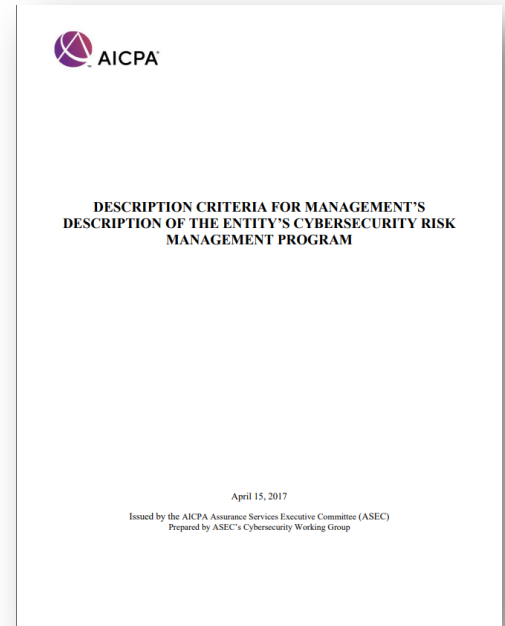 AICPA
DESCRIPTION CRITERIA FOR MANAGEMENT'S
DESCRIPTION OF THE ENTITY'S CYBERSECURITY RISK
MANAGEMENT PROGRAM
April 15, 2017
Issued by the AICPA Assurance Services Executive Committee (ASEC)
Prepared by ASEC's Cybersecurity Working Group